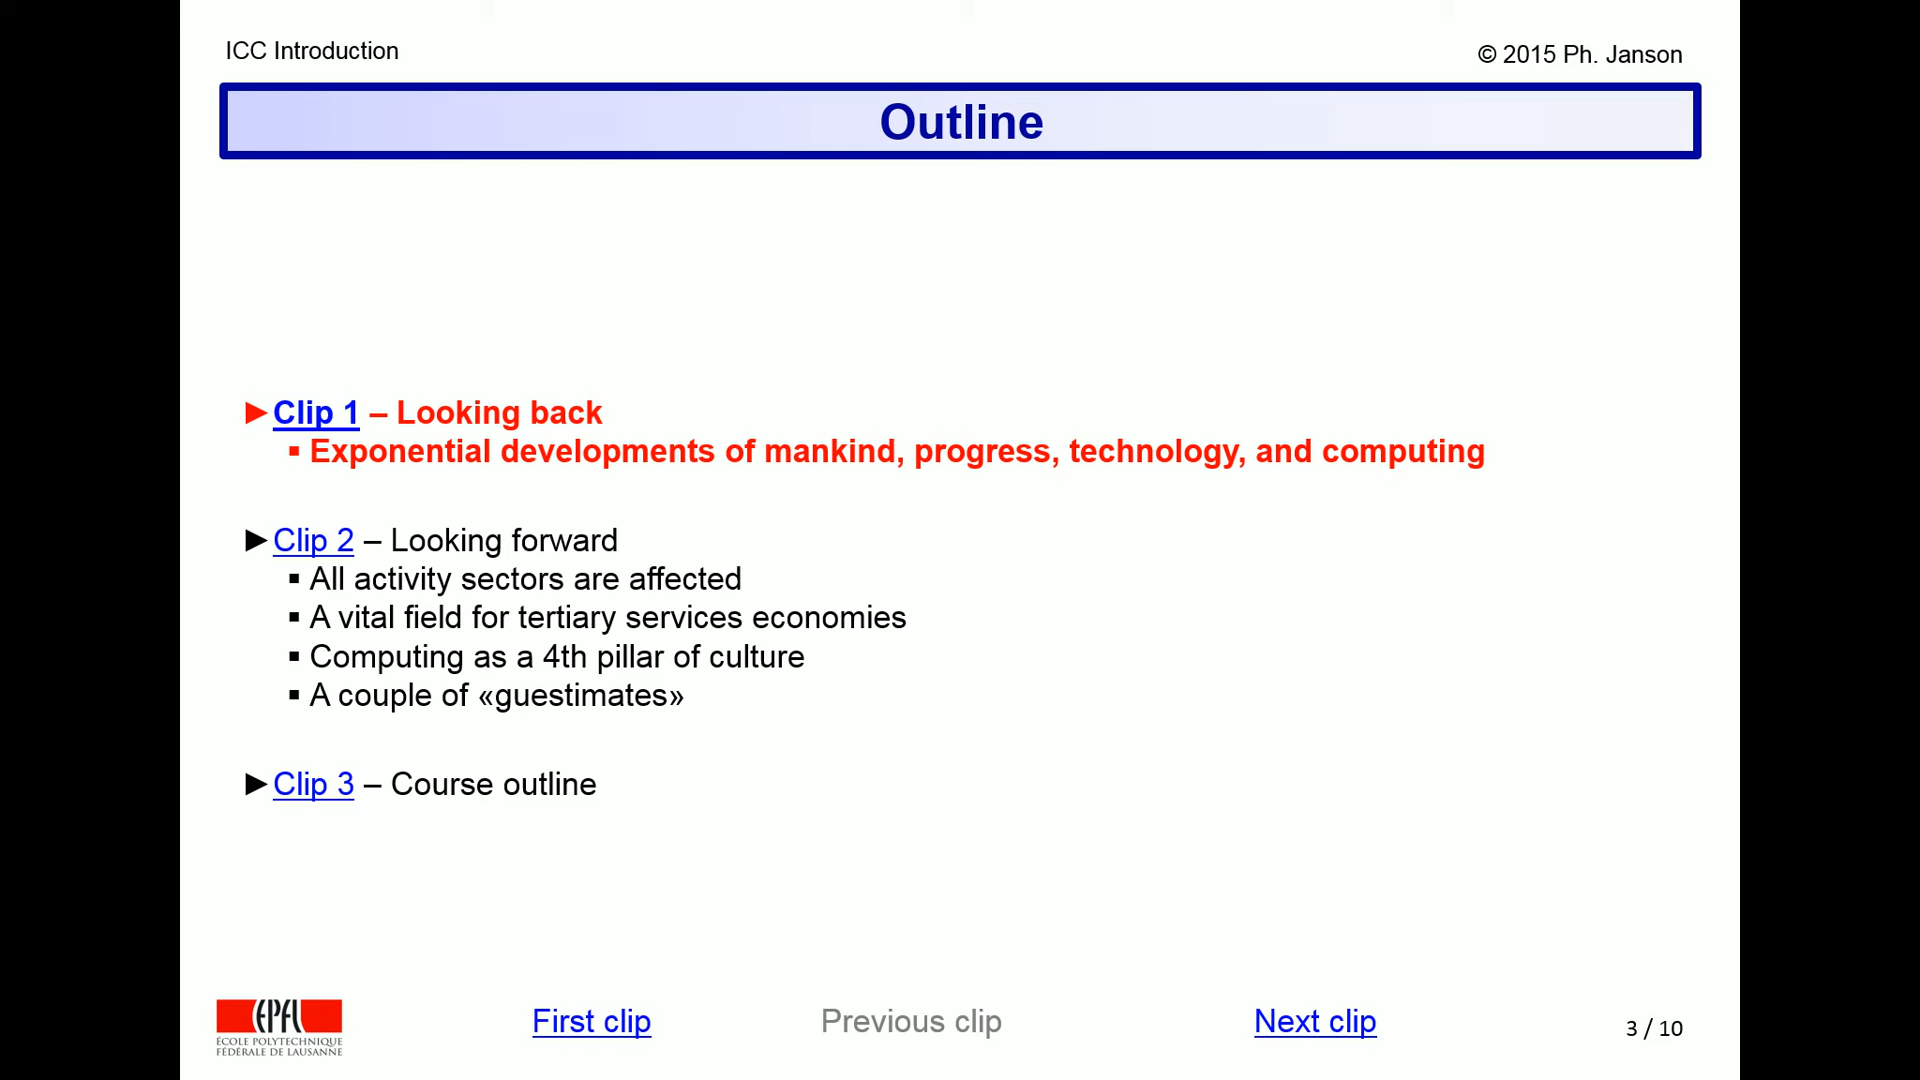 ICC Introduction
© 2015 Ph. Janson
Outline
►Clip 1 – Looking back
▪ Exponential developments of mankind, progress, technology, and computing
►Clip 2 – Looking forward
▪ All activity sectors are affected
▪ A vital field for tertiary services economies
▪ Computing as a 4th pillar of culture
▪ A couple of «guestimates»
►Clip 3 – Course outline
EPFL
ÉCOLE POLYTECHNIQUE
FÉDÉRALE DE LAUSANNE
First clip
Previous clip
Next clip
3 / 10